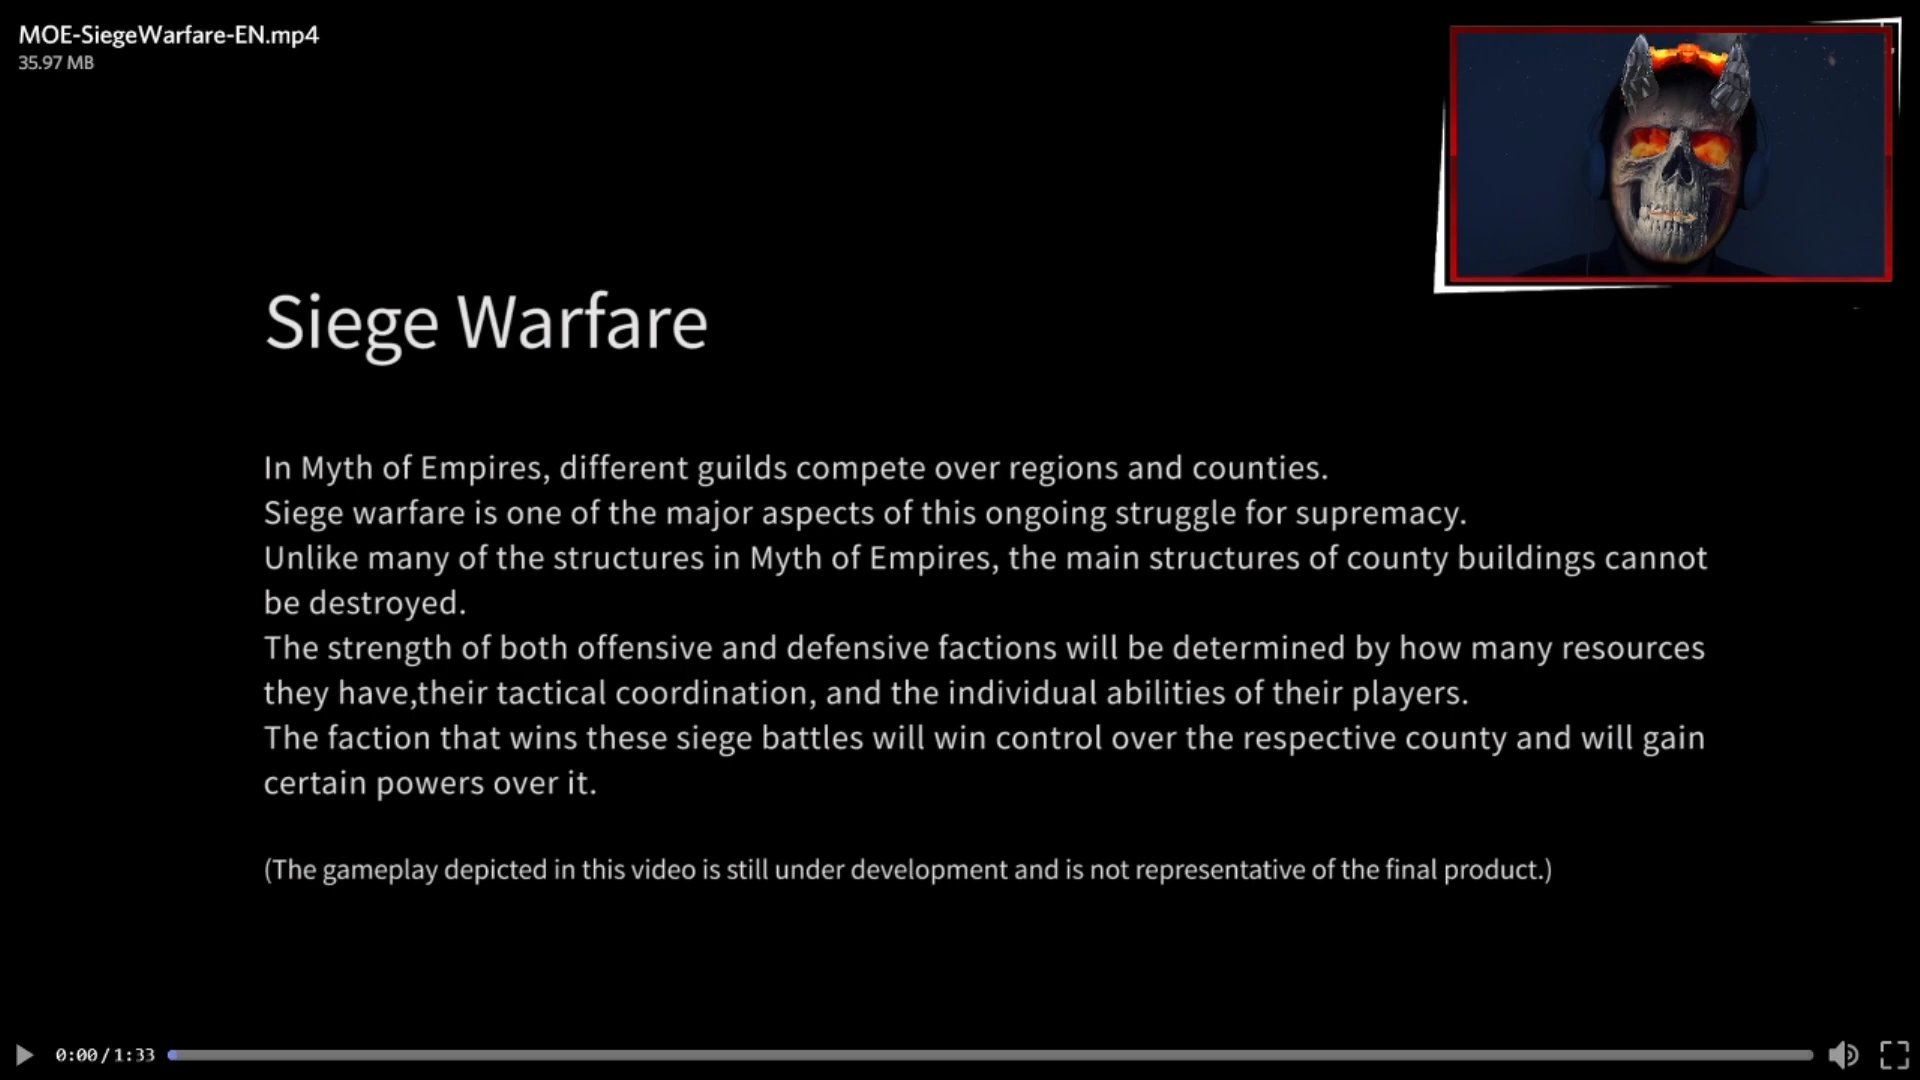 MOE-SiegeWarfare-EN.mp4
35.97 MB
Siege Warfare
In Myth of Empires, different guilds compete over regions and counties.
Siege warfare is one of the major aspects of this ongoing struggle for supremacy.
Unlike many of the structures in Myth of Empires, the main structures of county buildings cannot
be destroyed.
The strength of both offensive and defensive factions will be determined by how many resources
they have,their tactical coordination, and the individual abilities of their players.
The faction that wins these siege battles will win control over the respective county and will gain
certain powers over it.
(The gameplay depicted in this video is still under development and is not representative of the final product.)
0:00/1:33